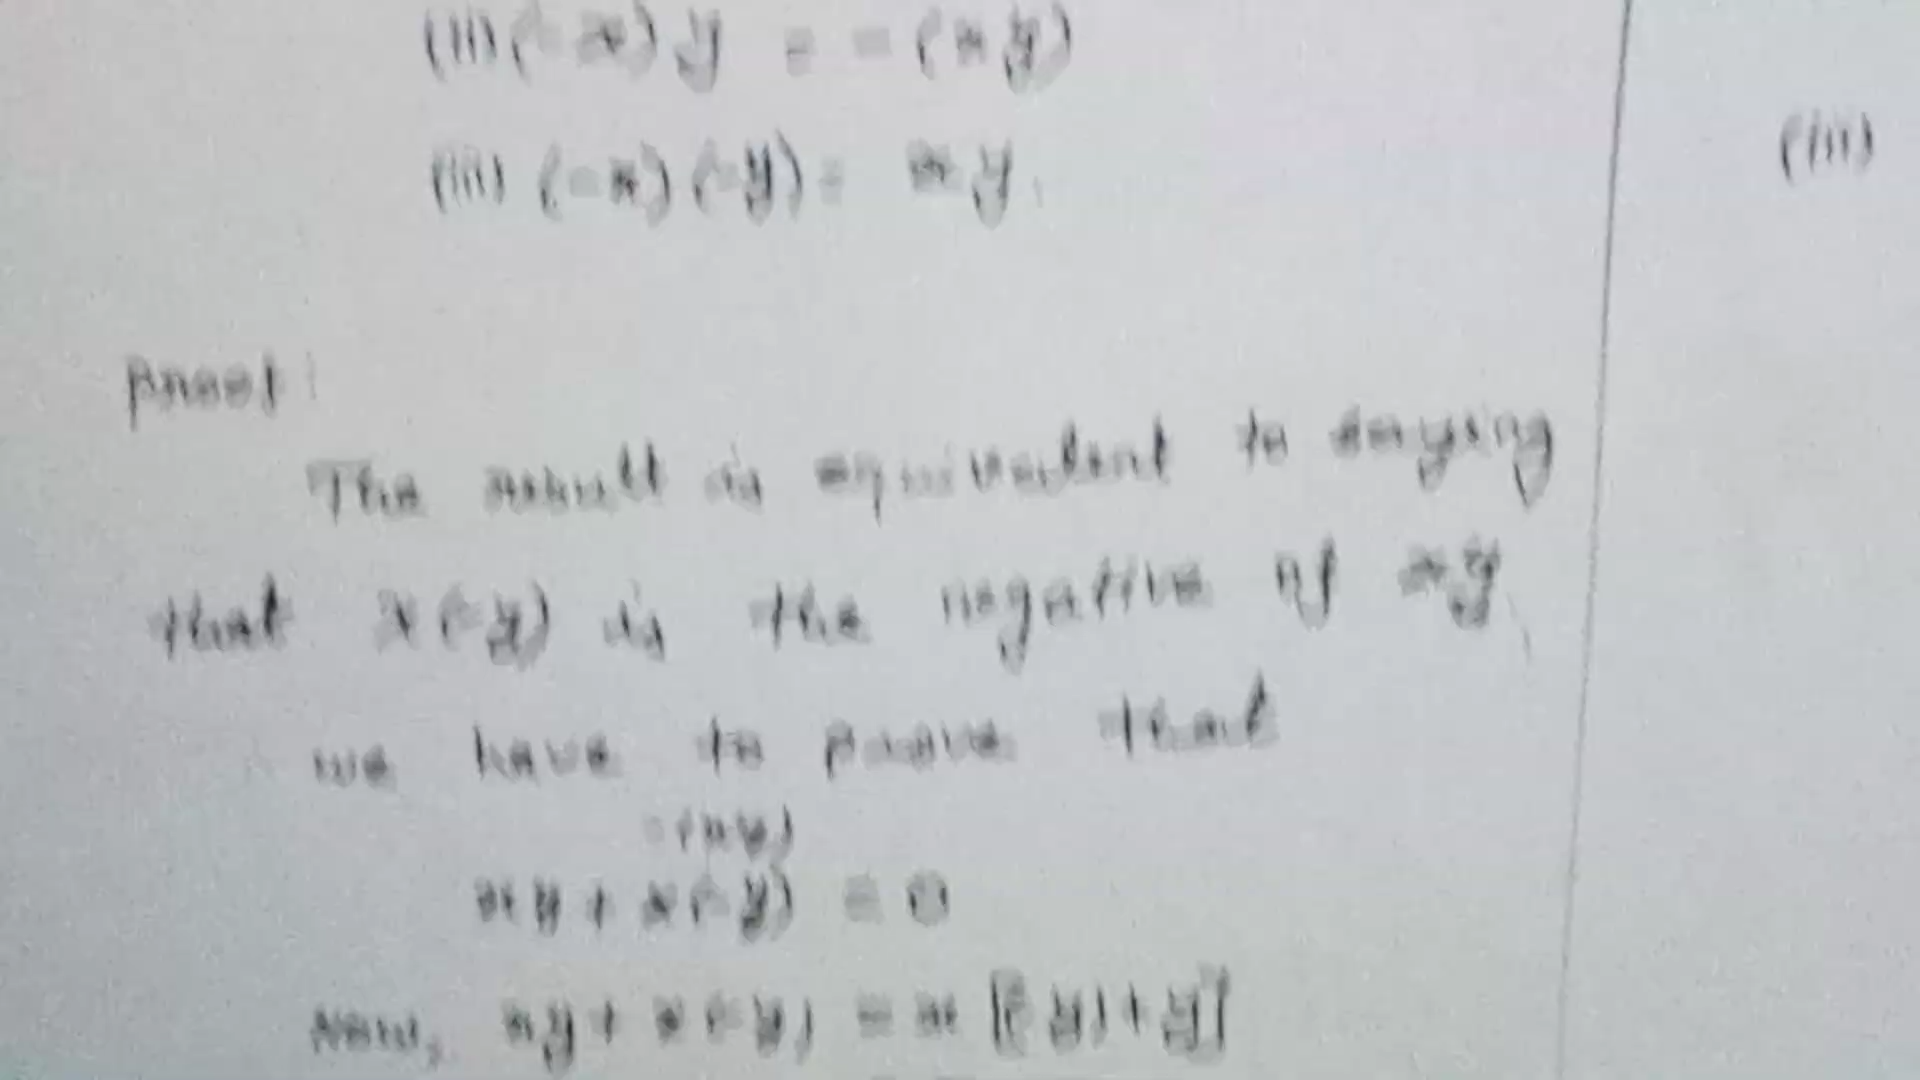 (ii) (-x) y = -(xy)
(iii) (-x) (-y) = xy.
(iii)
Proof:
The result is equivalent to saying
that x(-y) is the negative of xy.
we have to prove that
-(xy)
xy + x(-y) = 0
Now, xy + x(-y) = x [(-y) + y]